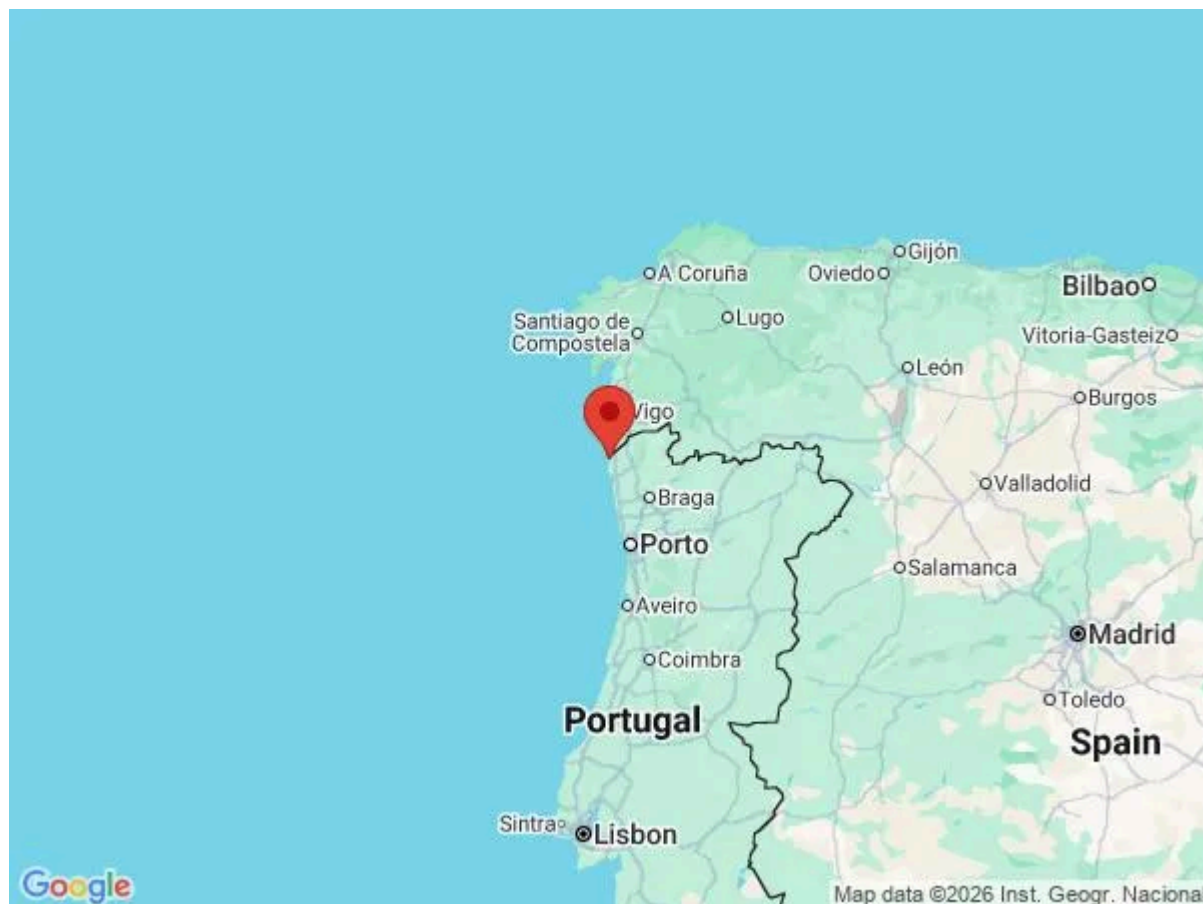 A Coruña
Gijón
Oviedo
Bilbao
Santiago de
Compostela
Lugo
Vitoria-Gasteiz
León
Burgos
Vigo
Valladolid
Braga
Porto
Salamanca
Aveiro
Madrid
Coimbra
Toledo
Portugal
Spain
Sintra
Lisbon
Google
Map data ©2026 Inst. Geogr. Nacional